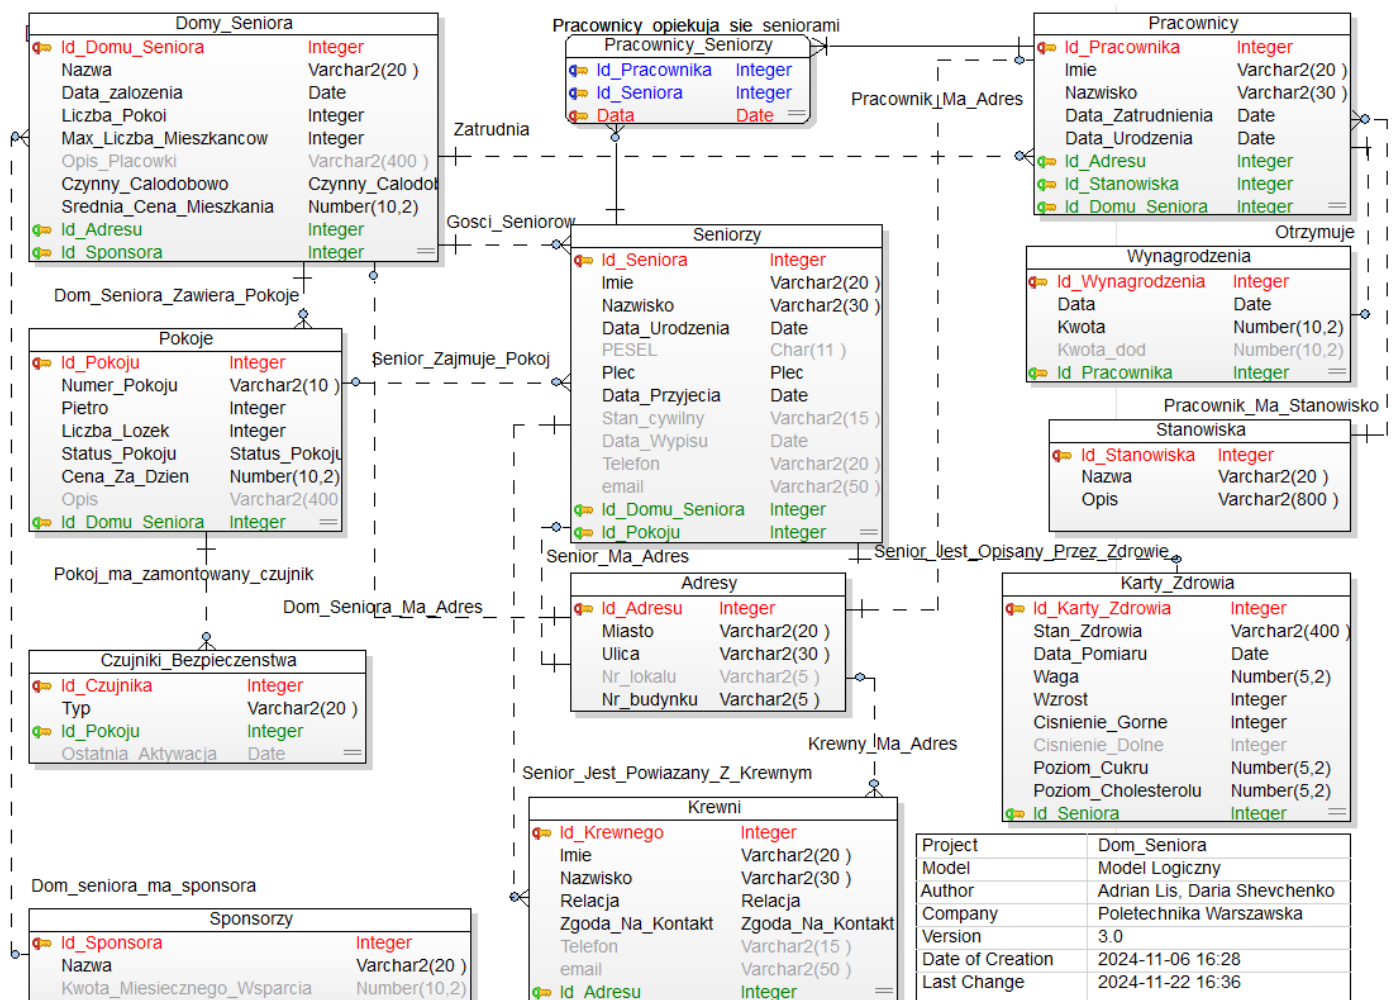 Domy_Seniora
Id_Domu_Seniora Integer
Nazwa Varchar2(20 )
Data_zalozenia Date
Liczba_Pokoi Integer
Max_Liczba_Mieszkancow Integer
Opis_Placowki Varchar2(400 )
Czynny_Calodobowo Czynny_Calodob
Srednia_Cena_Mieszkania Number(10,2)
Id_Adresu Integer
Id_Sponsora Integer
Pracownicy_opiekuja_sie_seniorami
Pracownicy_Seniorzy
Id_Pracownika Integer
Id_Seniora Integer
Data Date
Pracownicy
Id_Pracownika Integer
Imie Varchar2(20 )
Nazwisko Varchar2(30 )
Data_Zatrudnienia Date
Data_Urodzenia Date
Id_Adresu Integer
Id_Stanowiska Integer
Id_Domu_Seniora Integer
Pracownik_Ma_Adres
Zatrudnia
Gosci_Seniorow
Otrzymuje
Seniorzy
Id_Seniora Integer
Imie Varchar2(20 )
Nazwisko Varchar2(30 )
Data_Urodzenia Date
PESEL Char(11 )
Plec Plec
Data_Przyjecia Date
Stan_cywilny Varchar2(15 )
Data_Wypisu Date
Telefon Varchar2(20 )
email Varchar2(50 )
Id_Domu_Seniora Integer
Id_Pokoju Integer
Wynagrodzenia
Id_Wynagrodzenia Integer
Data Date
Kwota Number(10,2)
Kwota_dod Number(10,2)
Id_Pracownika Integer
Dom_Seniora_Zawiera_Pokoje
Pokoje
Id_Pokoju Integer
Numer_Pokoju Varchar2(10 )
Pietro Integer
Liczba_Lozek Integer
Status_Pokoju Status_Pokoju
Cena_Za_Dzien Number(10,2)
Opis Varchar2(400
Id_Domu_Seniora Integer
Senior_Zajmuje_Pokoj
Pracownik_Ma_Stanowisko
Stanowiska
Id_Stanowiska Integer
Nazwa Varchar2(20 )
Opis Varchar2(800 )
Senior_Ma_Adres
Senior_Jest_Opisany_Przez_Zdrowie
Pokoj_ma_zamontowany_czujnik
Dom_Seniora_Ma_Adres
Adresy
Id_Adresu Integer
Miasto Varchar2(20 )
Ulica Varchar2(30 )
Nr_lokalu Varchar2(5 )
Nr_budynku Varchar2(5 )
Karty_Zdrowia
Id_Karty_Zdrowia Integer
Stan_Zdrowia Varchar2(400 )
Data_Pomiaru Date
Waga Number(5,2)
Wzrost Integer
Cisnienie_Gorne Integer
Cisnienie_Dolne Integer
Poziom_Cukru Number(5,2)
Poziom_Cholesterolu Number(5,2)
Id_Seniora Integer
Czujniki_Bezpieczenstwa
Id_Czujnika Integer
Typ Varchar2(20 )
Id_Pokoju Integer
Ostatnia_Aktywacja Date
Krewny_Ma_Adres
Senior_Jest_Powiazany_Z_Krewnym
Krewni
Id_Krewnego Integer
Imie Varchar2(20 )
Nazwisko Varchar2(30 )
Relacja Relacja
Zgoda_Na_Kontakt Zgoda_Na_Kontakt
Telefon Varchar2(15 )
email Varchar2(50 )
Id_Adresu Integer
Dom_seniora_ma_sponsora
Sponsorzy
Id_Sponsora Integer
Nazwa Varchar2(20 )
Kwota_Miesiecznego_Wsparcia Number(10,2)
Project Dom_Seniora
Model Model Logiczny
Author Adrian Lis, Daria Shevchenko
Company Poletechnika Warszawska
Version 3.0
Date of Creation 2024-11-06 16:28
Last Change 2024-11-22 16:36